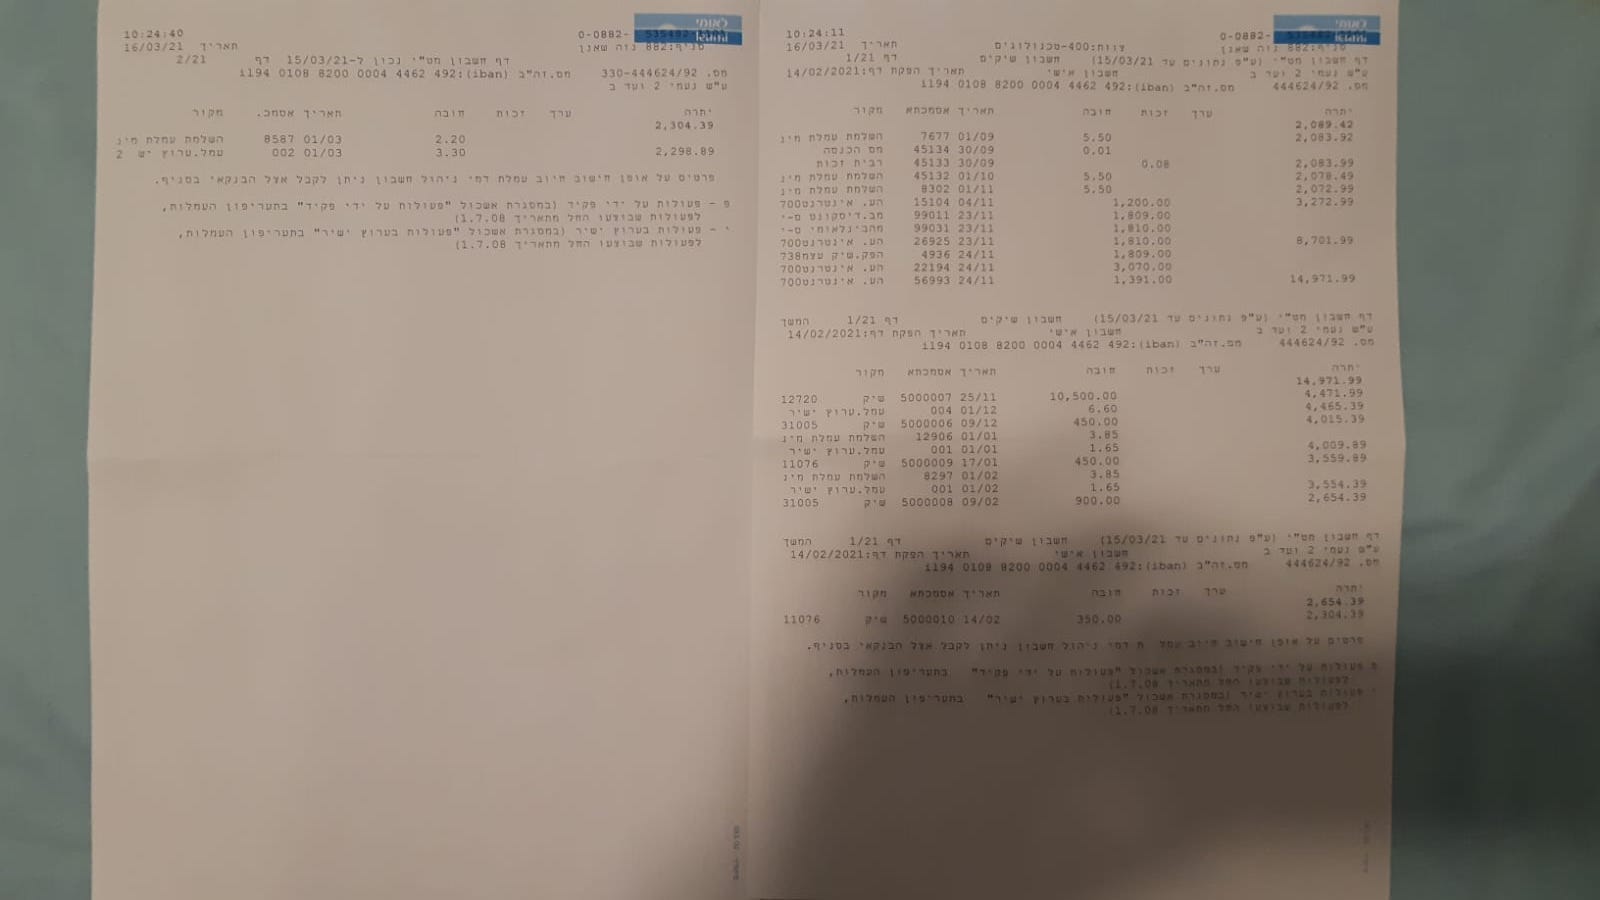 לאומי
0-0882- 10:24:11
סניף:882 נוה שאנן צוות:400-טכנולוגים תאריך 16/03/21
דף חשבון מט"י (ע"פ נתונים עד 15/03/21) חשבון שיקים דף 1/21
ע"ש נעמי 2 ועד ב חשבון אישי תאריך הפקת דף:14/02/2021
מס. 444624/92 מס.זה"ב (iban):il94 0108 8200 0004 4462 492
יתרה ערך זכות חובה תאריך אסמכתא מקור
2,089.42
2,083.92 5.50 01/09 7677 השלמת עמלת מינ
0.01 30/09 45134 מס הכנסה
2,083.99 0.08 30/09 45133 רבית זכות
2,078.49 5.50 01/10 45132 השלמת עמלת מינ
2,072.99 5.50 01/11 8302 השלמת עמלת מינ
3,272.99 1,200.00 04/11 15104 הע. אינטרנט700
1,809.00 23/11 99011 מב.דיסקונט ס-י
1,810.00 23/11 99031 מהבינלאומי ס-י
8,701.99 1,810.00 23/11 26925 הע. אינטרנט700
1,809.00 24/11 4936 הפק.שיק עצמ738
3,070.00 24/11 22194 הע. אינטרנט700
14,971.99 1,391.00 24/11 56993 הע. אינטרנט700
דף חשבון מט"י (ע"פ נתונים עד 15/03/21) חשבון שיקים דף 1/21 המשך
ע"ש נעמי 2 ועד ב חשבון אישי תאריך הפקת דף:14/02/2021
מס. 444624/92 מס.זה"ב (iban):il94 0108 8200 0004 4462 492
יתרה ערך זכות חובה תאריך אסמכתא מקור
14,971.99
4,471.99 10,500.00 25/11 5000007 שיק 12720
4,465.39 6.60 01/12 004 עמל.ערוץ ישיר
4,015.39 450.00 09/12 5000006 שיק 31005
3.85 01/01 12906 השלמת עמלת מינ
4,009.89 1.65 01/01 001 עמל.ערוץ ישיר
3,559.89 450.00 17/01 5000009 שיק 11076
3.85 01/02 8297 השלמת עמלת מינ
3,554.39 1.65 01/02 001 עמל.ערוץ ישיר
2,654.39 900.00 09/02 5000008 שיק 31005
דף חשבון מט"י (ע"פ נתונים עד 15/03/21) חשבון שיקים דף 1/21 המשך
ע"ש נעמי 2 ועד ב חשבון אישי תאריך הפקת דף:14/02/2021
מס. 444624/92 מס.זה"ב (iban):il94 0108 8200 0004 4462 492
יתרה ערך זכות חובה תאריך אסמכתא מקור
2,654.39
2,304.39 350.00 14/02 5000010 שיק 11076
פרטים על אופן חישוב חיוב עמל ת דמי ניהול חשבון ניתן לקבל אצל הבנקאי בסניף.
פ פעולות על ידי פקיד (במסגרת אשכול "פעולות על ידי פקיד" בתעריפון העמלות,
לפעולות שבוצעו החל מתאריך 1.7.08)
י פעולות בערוץ ישיר (במסגרת אשכול "פעולות בערוץ ישיר" בתעריפון העמלות,
לפעולות שבוצעו החל מתאריך 1.7.08)
לאומי
0-0882- 10:24:40
סניף:882 נוה שאנן תאריך 16/03/21
דף חשבון מט"י נכון ל-15/03/21 דף 2/21
מס. 330-444624/92 מס.זה"ב (iban):il94 0108 8200 0004 4462 492
ע"ש נעמי 2 ועד ב
יתרה ערך זכות חובה תאריך אסמכ. מקור
2,304.39
2.20 01/03 8587 השלמת עמלת מינ
2,298.89 3.30 01/03 002 עמל.ערוץ יש 2
פרטים על אופן חישוב חיוב עמלת דמי ניהול חשבון ניתן לקבל אצל הבנקאי בסניף.
פ - פעולות על ידי פקיד (במסגרת אשכול "פעולות על ידי פקיד" בתעריפון העמלות,
לפעולות שבוצעו החל מתאריך 1.7.08)
י - פעולות בערוץ ישיר (במסגרת אשכול "פעולות בערוץ ישיר" בתעריפון העמלות,
לפעולות שבוצעו החל מתאריך 1.7.08)